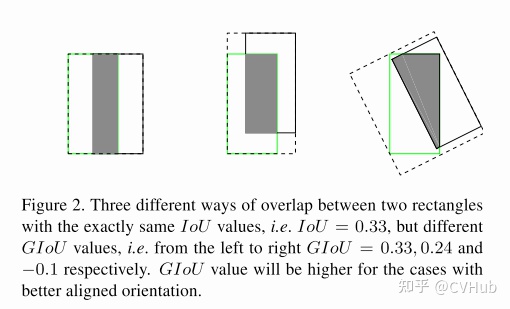 Figure 2. Three different ways of overlap between two rectangles
with the exactly same IoU values, i.e. IoU = 0.33, but different
GIoU values, i.e. from the left to right GIoU = 0.33, 0.24 and
−0.1 respectively. GIoU value will be higher for the cases with
better aligned orientation.
知乎 @CVHub